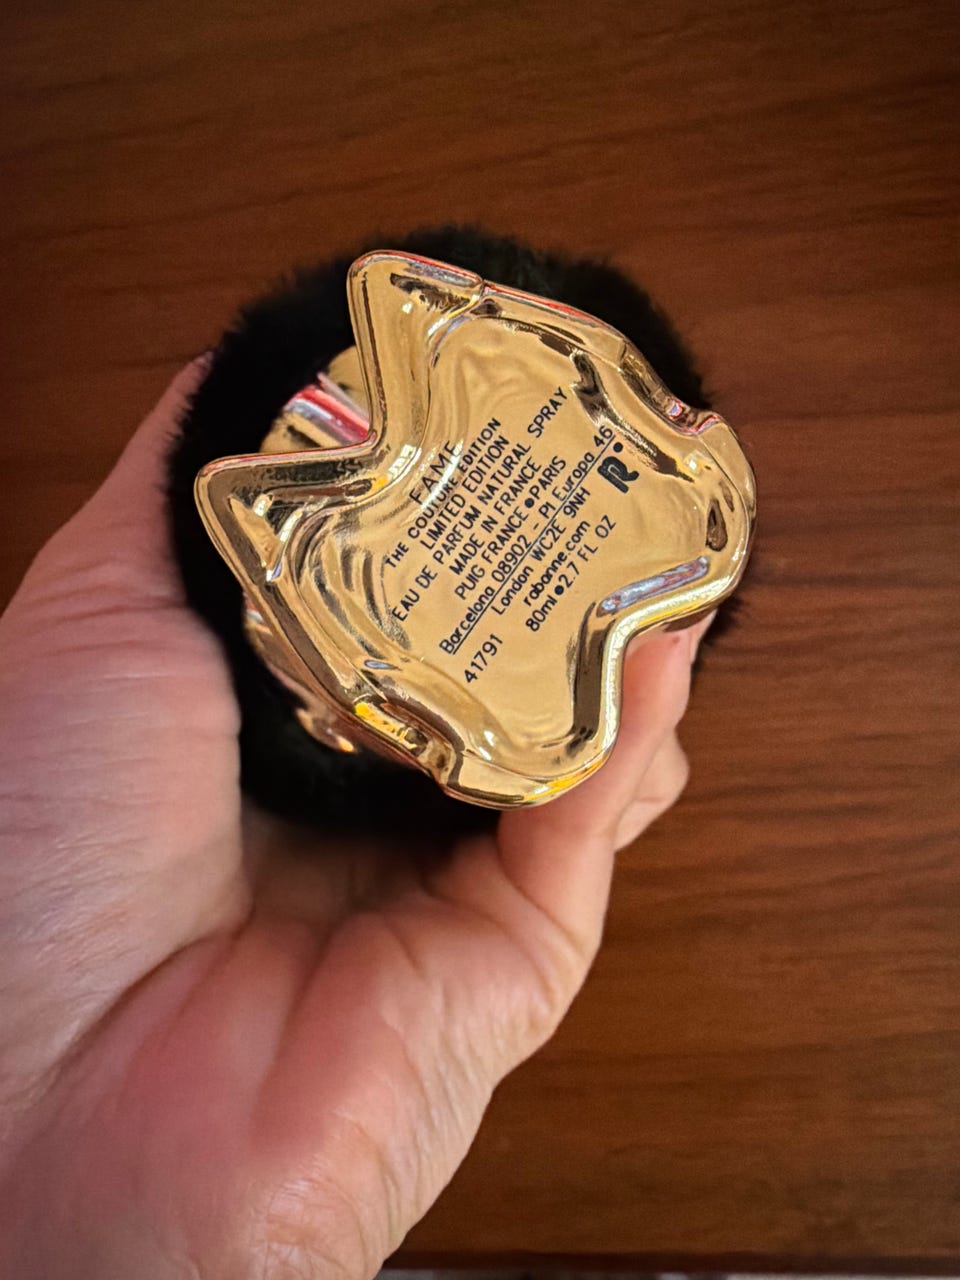 FAME
THE COUTURE EDITION
LIMITED EDITION
EAU DE PARFUM NATURAL SPRAY
MADE IN FRANCE
PUIG FRANCE•PARIS
Barcelona 08902 - Pl Europa 46
London WC2E 9NH
rabanne.com
80ml•2.7 FL OZ
41791
R